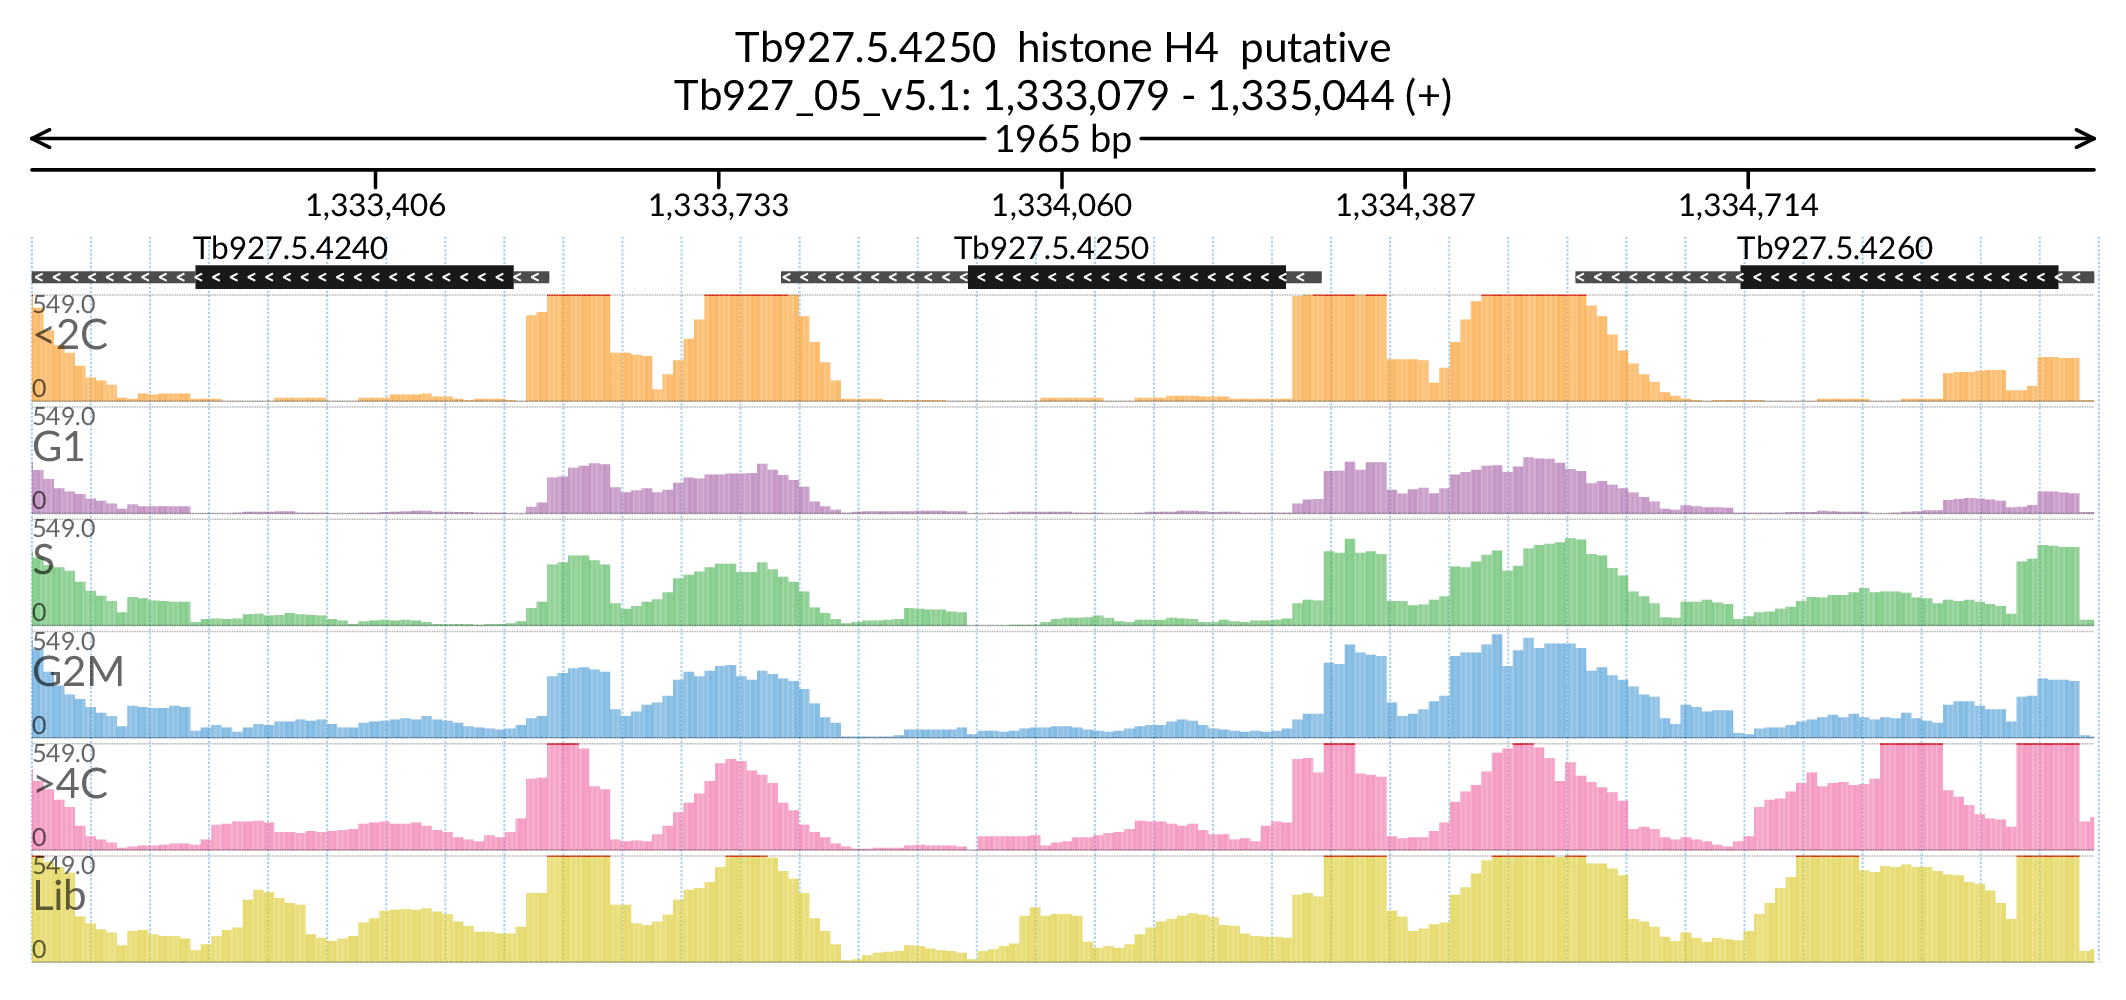 Tb927.5.4250 histone H4 putative
Tb927_05_v5.1: 1,333,079 - 1,335,044 (+)
1965 bp
1,333,406 1,333,733 1,334,060 1,334,387 1,334,714
Tb927.5.4240 Tb927.5.4250 Tb927.5.4260
549.0
<2C
0
549.0
G1
0
549.0
S
0
549.0
G2M
0
549.0
>4C
0
549.0
Lib
0